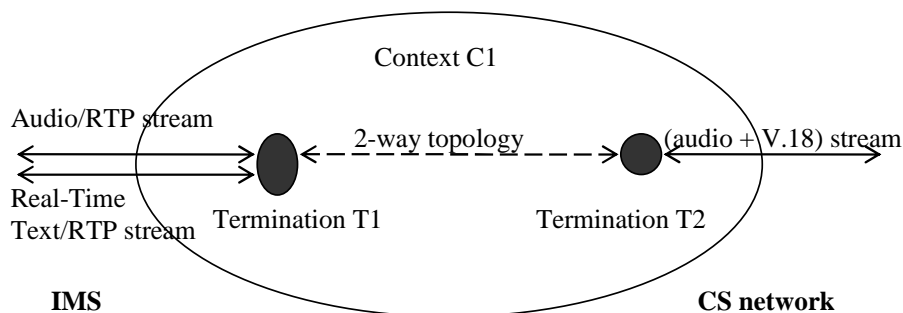 Context C1
Audio/RTP stream
2-way topology
(audio + V.18) stream
Real-Time
Text/RTP stream
Termination T1
Termination T2
IMS
CS network